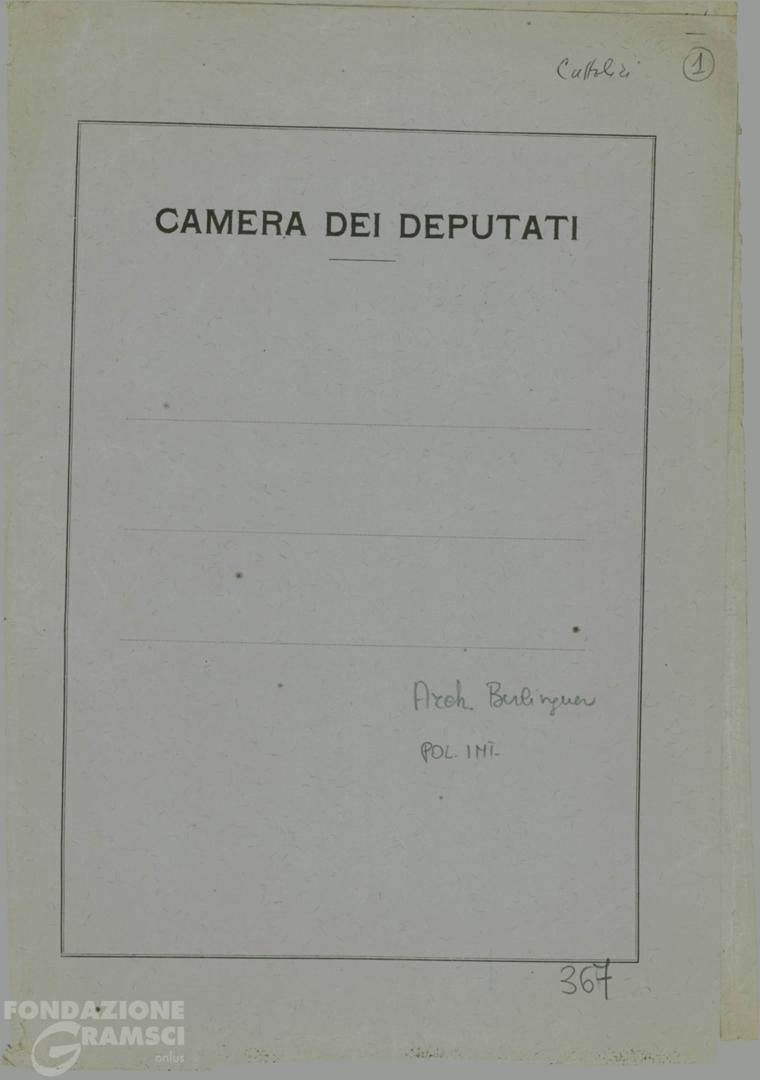 Cattolici
1
CAMERA DEI DEPUTATI
Arch. Berlinguer
POL. INT.
367
FONDAZIONE
GRAMSCI
onlus